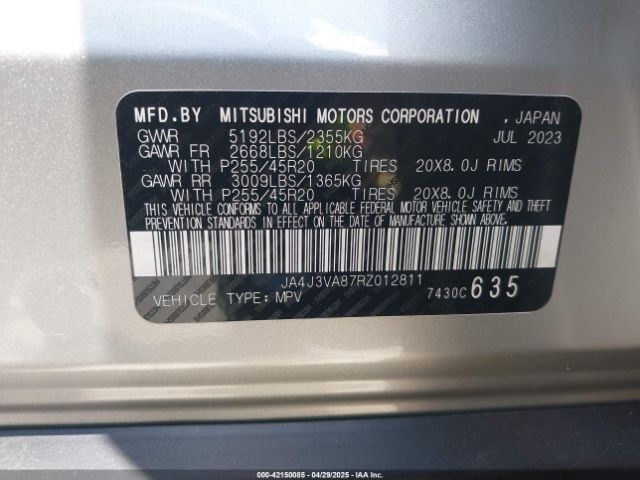 MFD.BY MITSUBISHI MOTORS CORPORATION , JAPAN
GVWR 5192LBS/2355KG JUL 2023
GAWR FR 2668LBS/1210KG
WITH P255/45R20 TIRES 20X8.0J RIMS
GAWR RR 3009LBS/1365KG
WITH P255/45R20 TIRES 20X8.0J RIMS
THIS VEHICLE CONFORMS TO ALL APPLICABLE FEDERAL MOTOR VEHICLE SAFETY AND THEFT
PREVENTION STANDARDS IN EFFECT ON THE DATE OF MANUFACTURE SHOWN ABOVE.
JA4J3VA87RZ012811
VEHICLE TYPE: MPV 7430C 635
000-42150085 | 04/29/2025 - IAAI.COM